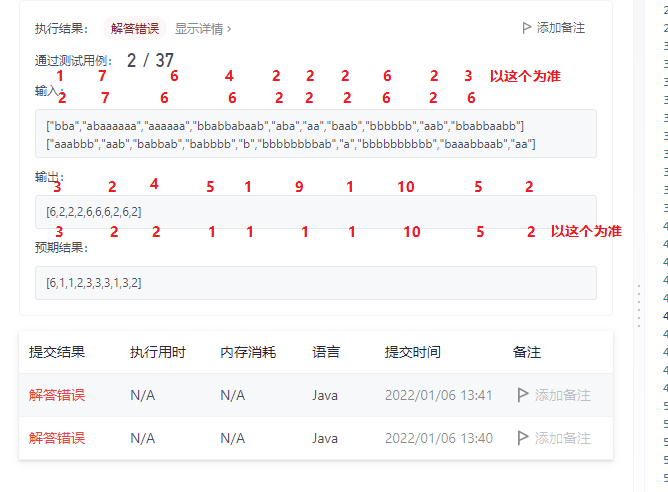 执行结果： 解答错误 显示详情 › 添加备注
通过测试用例： 2 / 37
1 7 6 4 2 2 2 6 2 3 以这个为准
输入：
2 7 6 6 2 2 2 6 2 6
["bba","abaaaaaa","aaaaaa","bbabbabaab","aba","aa","baab","bbbbbb","aab","bbabbaabb"]
["aaabbb","aab","babbab","babbbb","b","bbbbbbbbab","a","bbbbbbbbbb","baaabbaab","aa"]
输出：
3 2 4 5 1 9 1 10 5 2
[6,2,2,2,6,6,6,2,6,2]
3 2 2 1 1 1 1 10 5 2 以这个为准
预期结果：
[6,1,1,2,3,3,3,1,3,2]
提交结果 执行用时 内存消耗 语言 提交时间 备注
解答错误 N/A N/A Java 2022/01/06 13:41 添加备注
解答错误 N/A N/A Java 2022/01/06 13:40 添加备注